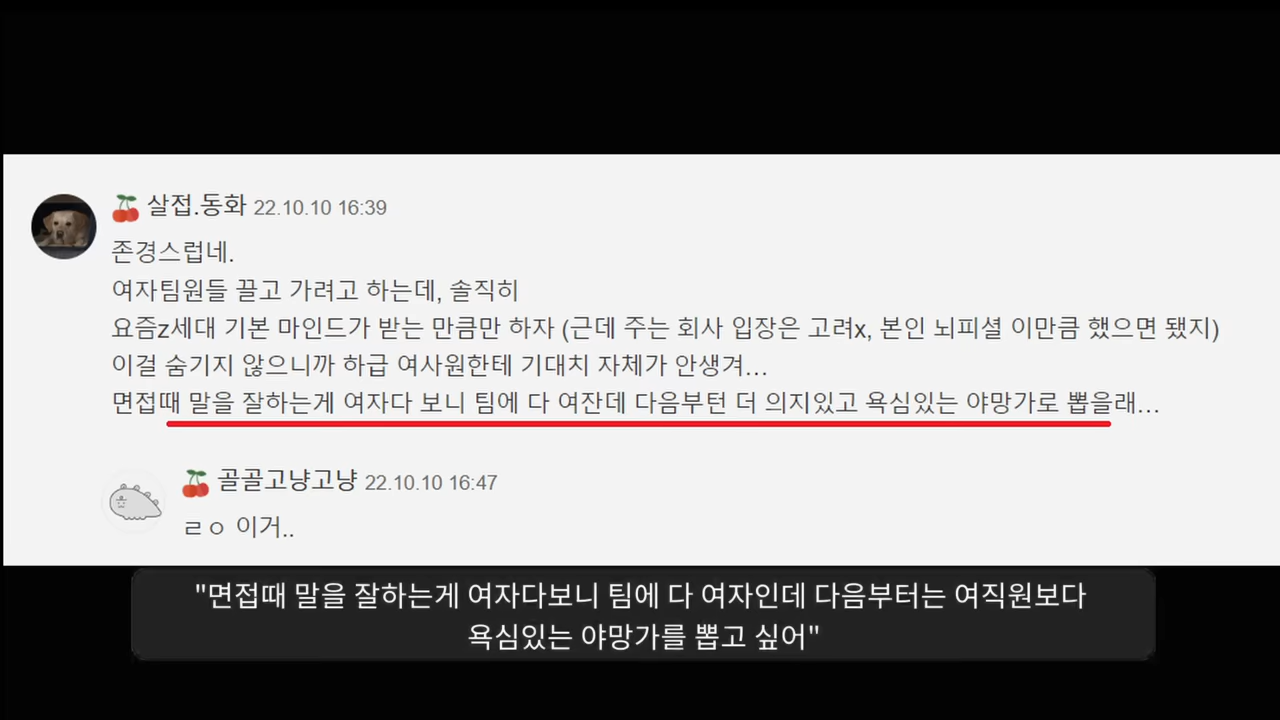 살접.동화 22.10.10 16:39
존경스럽네.
여자팀원들 끌고 가려고 하는데, 솔직히
요즘z세대 기본 마인드가 받는 만큼만 하자 (근데 주는 회사 입장은 고려x, 본인 뇌피셜 이만큼 했으면 됐지)
이걸 숨기지 않으니까 하급 여사원한테 기대치 자체가 안생겨...
면접때 말을 잘하는게 여자다 보니 팀에 다 여잔데 다음부턴 더 의지있고 욕심있는 야망가로 뽑을래...
골골고냥고냥 22.10.10 16:47
ㄹㅇ 이거..
"면접때 말을 잘하는게 여자다보니 팀에 다 여자인데 다음부터는 여직원보다
욕심있는 야망가를 뽑고 싶어"